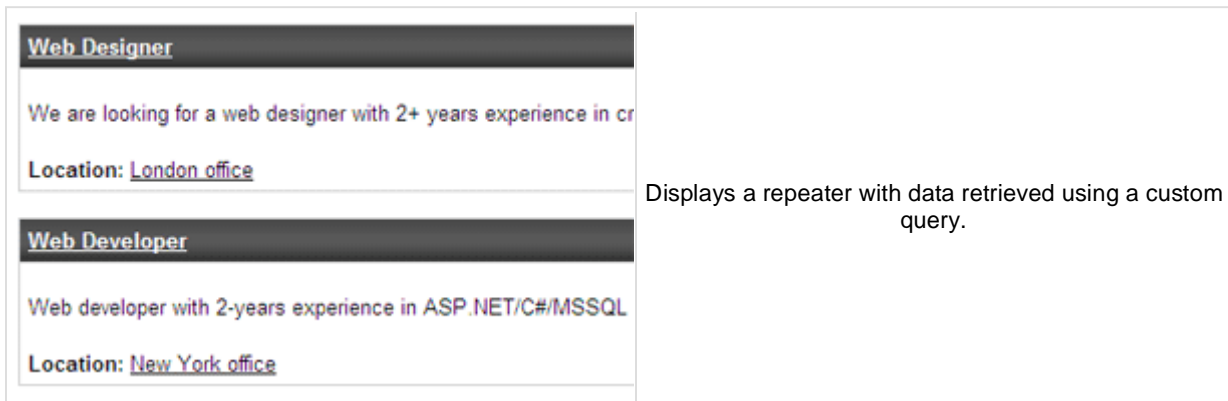 Web Designer
We are looking for a web designer with 2+ years experience in cr
Location: London office
Web Developer
Web developer with 2-years experience in ASP.NET/C#/MSSQL
Location: New York office
Displays a repeater with data retrieved using a custom
query.